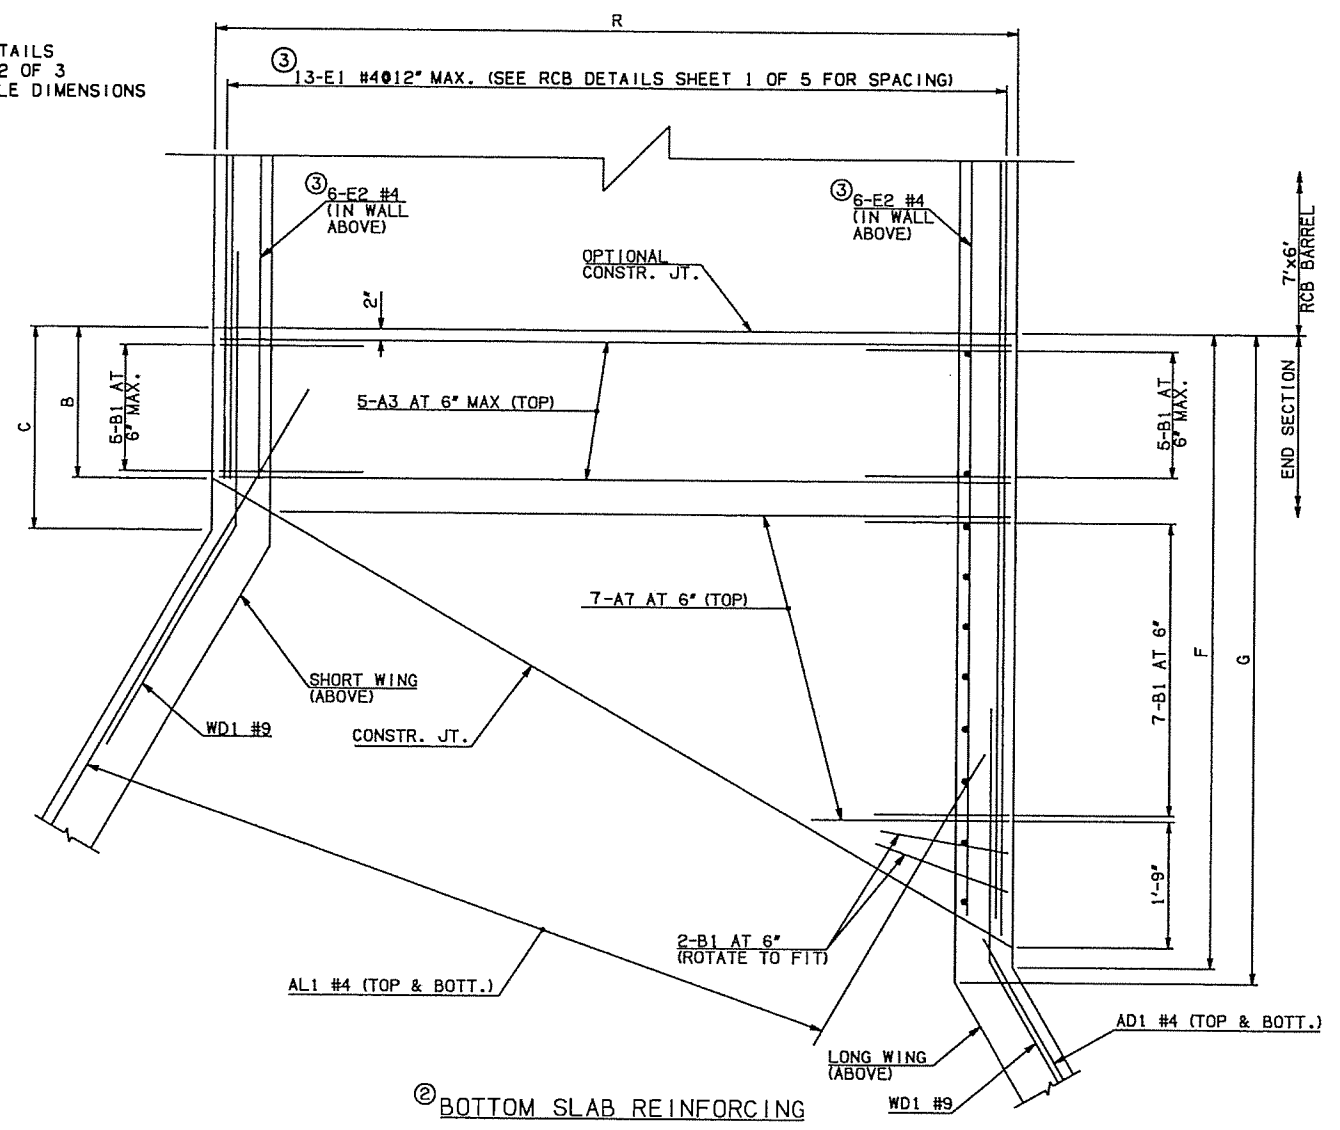 R
TAILS
2 OF 3
LE DIMENSIONS
③
13-E1 #4@12" MAX. (SEE RCB DETAILS SHEET 1 OF 5 FOR SPACING)
③
6-E2 #4
(IN WALL
ABOVE)
③
6-E2 #4
(IN WALL
ABOVE)
7'x6'
RCB BARREL
OPTIONAL
CONSTR. JT.
2"
END SECTION
C
B
5-B1 AT
6" MAX.
5-A3 AT 6" MAX (TOP)
5-B1 AT
6" MAX.
7-A7 AT 6" (TOP)
7-B1 AT 6"
F
G
SHORT WING
(ABOVE)
WD1 #9
CONSTR. JT.
1'-9"
2-B1 AT 6"
(ROTATE TO FIT)
AL1 #4 (TOP & BOTT.)
AD1 #4 (TOP & BOTT.)
LONG WING
(ABOVE)
WD1 #9
② BOTTOM SLAB REINFORCING